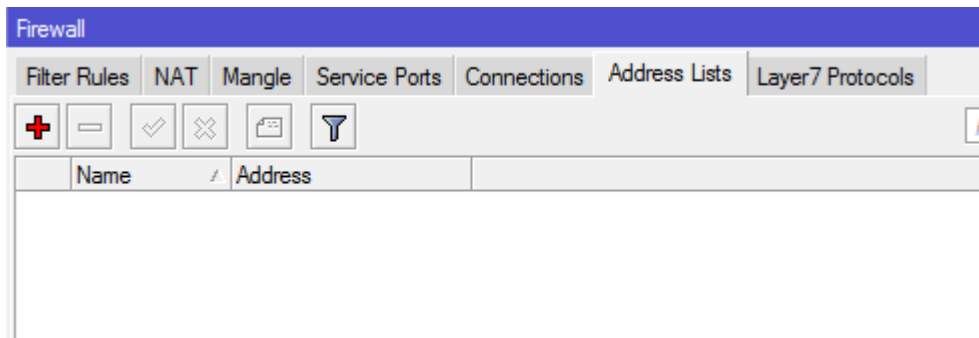 Firewall
Filter Rules NAT Mangle Service Ports Connections Address Lists Layer7 Protocols
Name Address